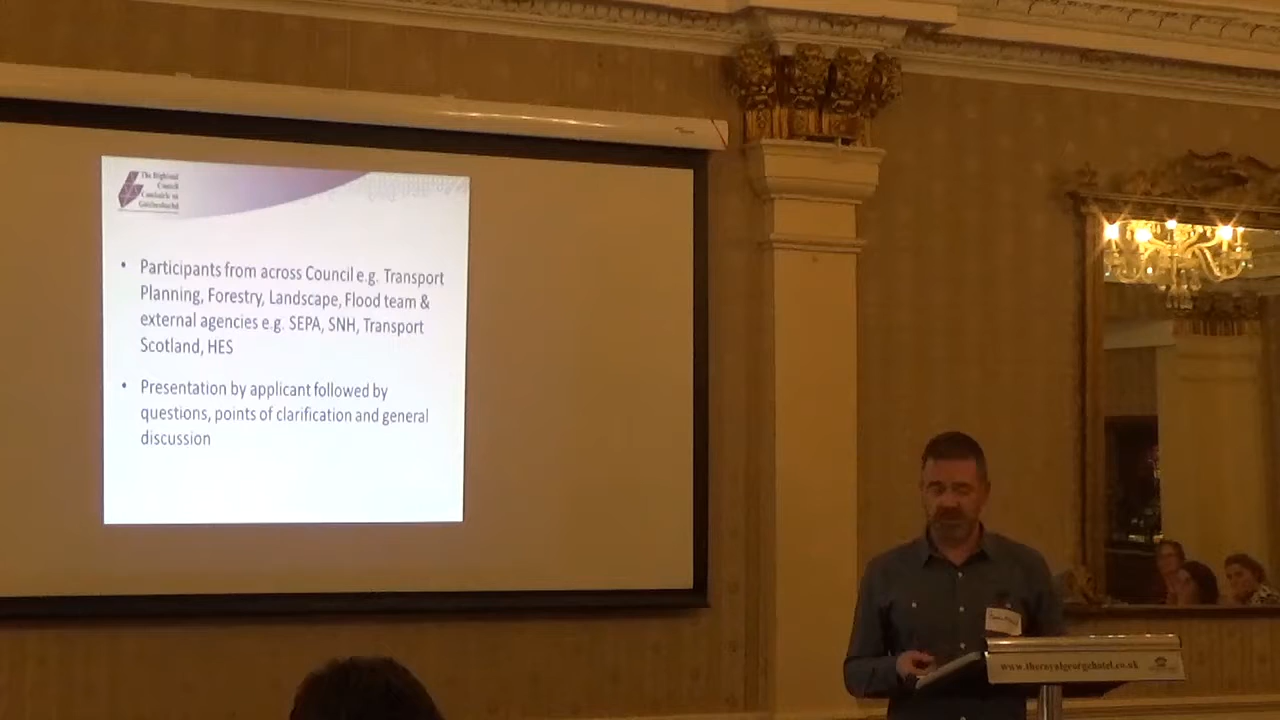 The Highland
Council
Comhairle na
Gàidhealtachd
• Participants from across Council e.g. Transport
Planning, Forestry, Landscape, Flood team &
external agencies e.g. SEPA, SNH, Transport
Scotland, HES
• Presentation by applicant followed by
questions, points of clarification and general
discussion
www.theroyalgeorgehotel.co.uk